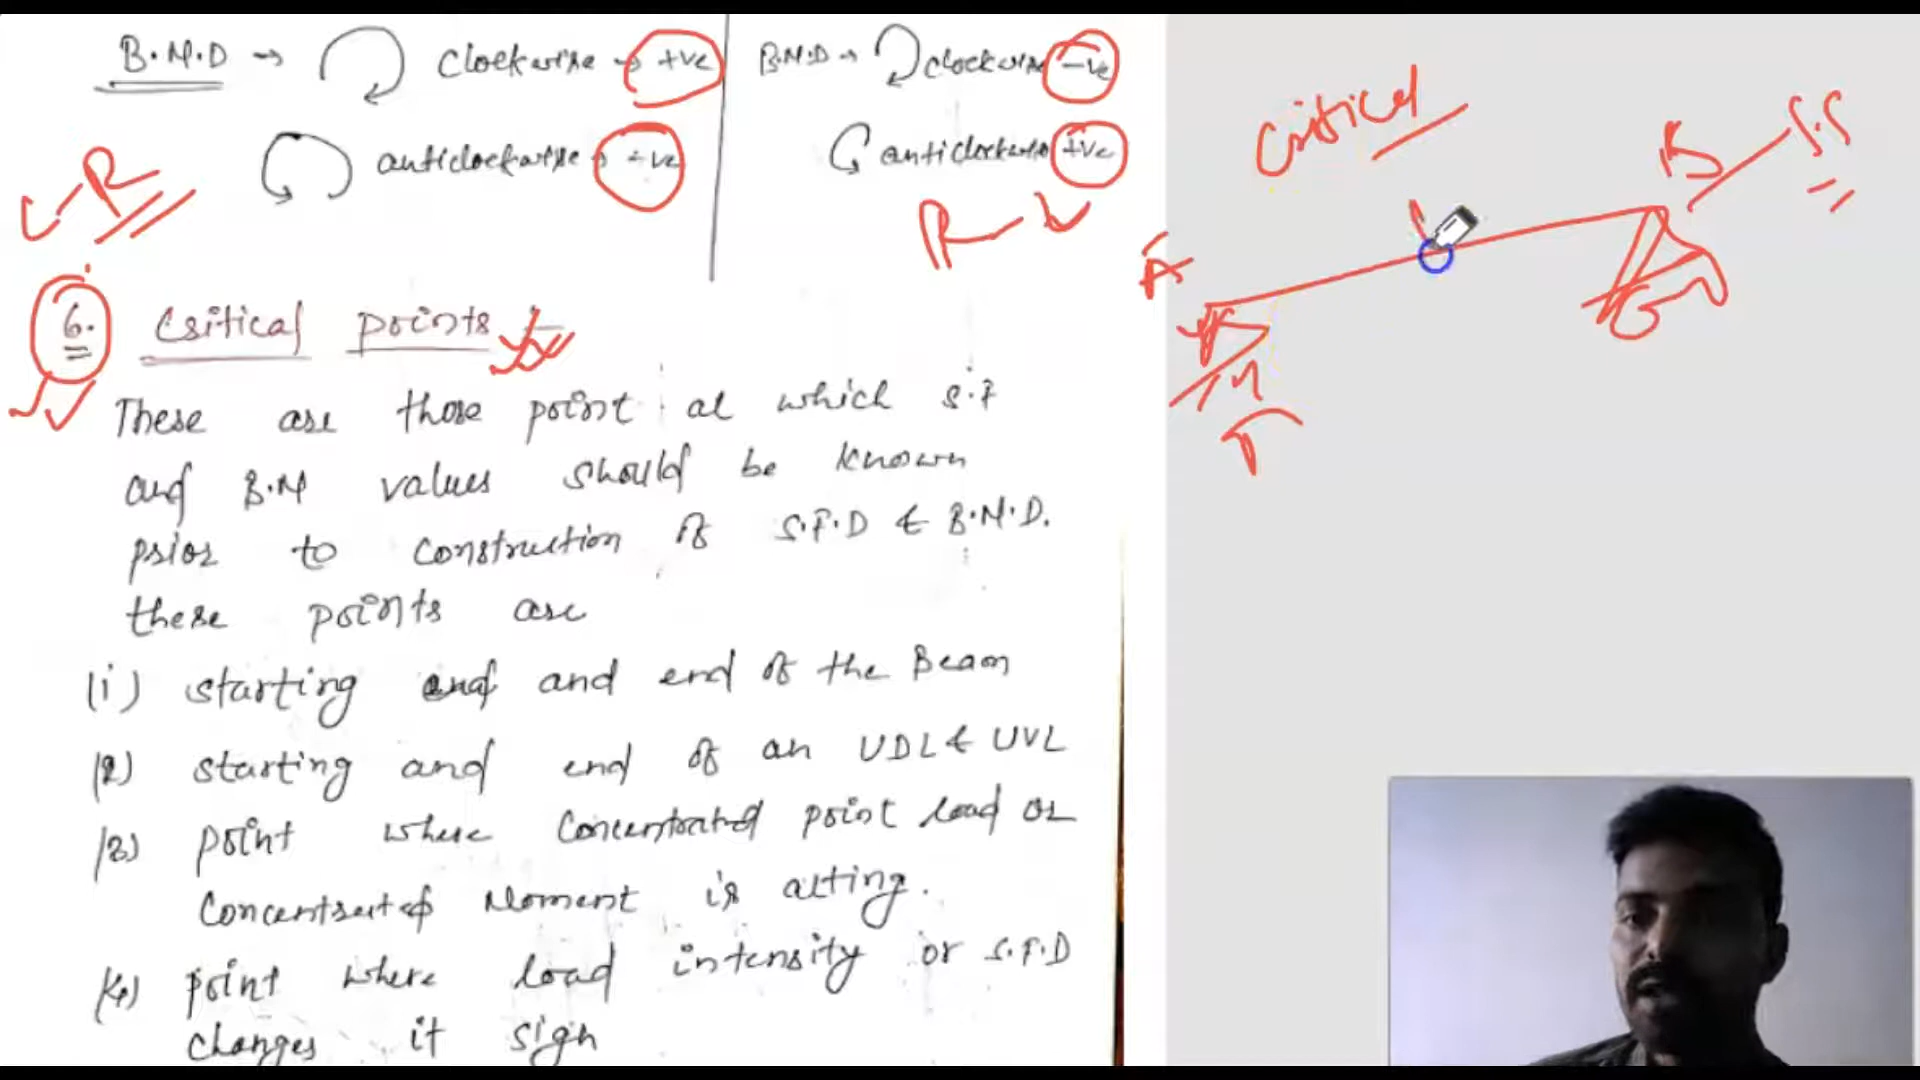 B.M.D → clockwise → +ve
anticlockwise → -ve
L-R
B.M.D → clockwise -ve
anticlockwise +ve
R-L
6. Critical points
These are those point at which S.F
and B.M values should be known
prior to construction of S.F.D & B.M.D.
these points are
(i) starting and and end of the Beam
(2) starting and end of an UDL & UVL
(3) point where concentrated point load or
concentrated Moment is acting.
(4) point where load intensity or S.F.D
changes it sign
Critical
A
B
S.S